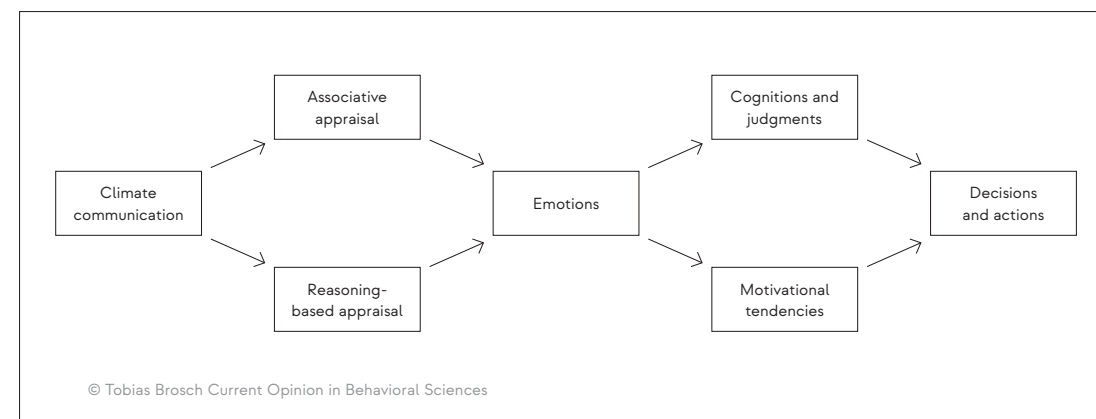 Climate
communication
Associative
appraisal
Reasoning-
based appraisal
Emotions
Cognitions and
judgments
Motivational
tendencies
Decisions
and actions
© Tobias Brosch Current Opinion in Behavioral Sciences